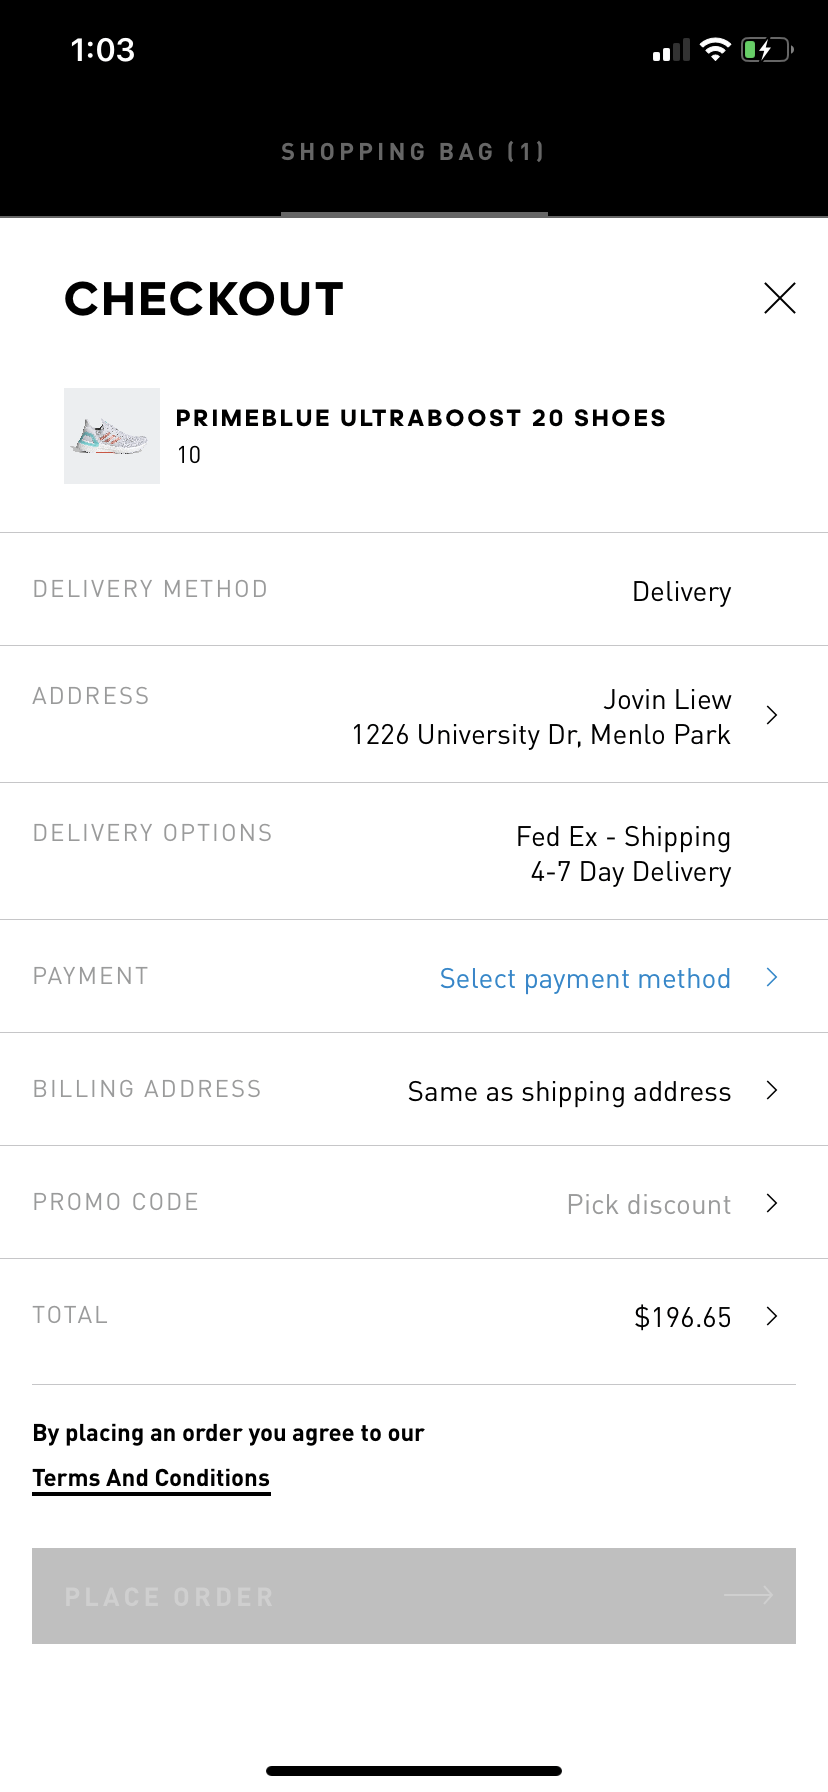 1:03
SHOPPING BAG (1)
CHECKOUT
PRIMEBLUE ULTRABOOST 20 SHOES
10
DELIVERY METHOD
Delivery
ADDRESS
Jovin Liew
1226 University Dr, Menlo Park
DELIVERY OPTIONS
Fed Ex - Shipping
4-7 Day Delivery
PAYMENT
Select payment method
BILLING ADDRESS
Same as shipping address
PROMO CODE
Pick discount
TOTAL
$196.65
By placing an order you agree to our
Terms And Conditions
PLACE ORDER